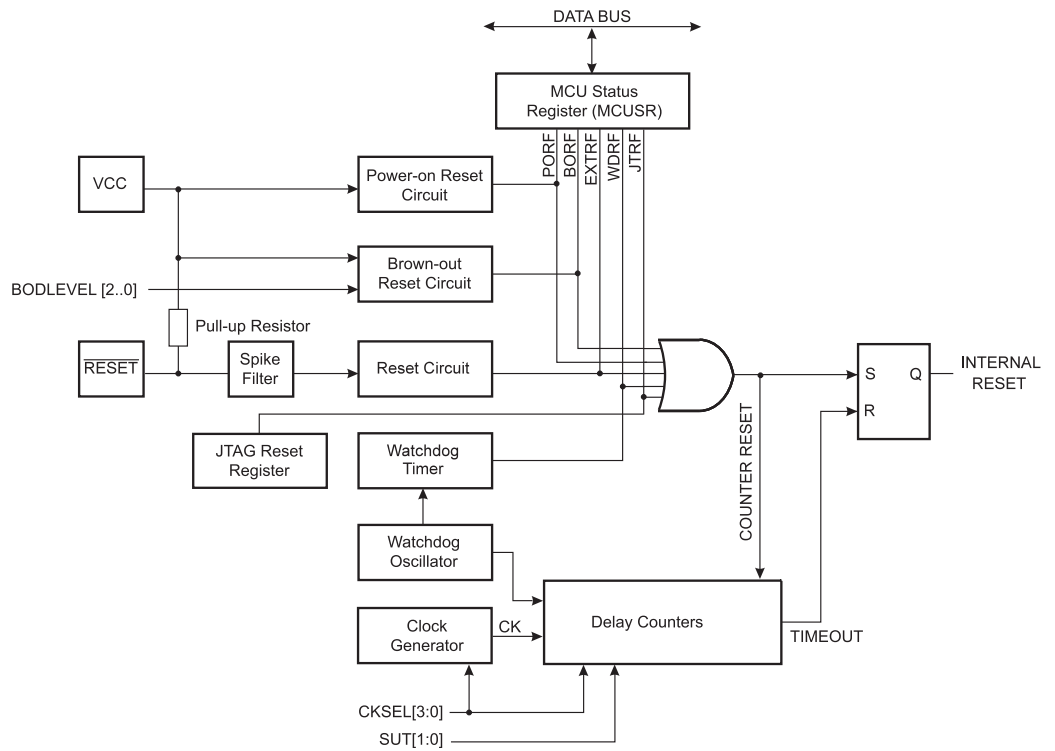 DATA BUS
MCU Status
Register (MCUSR)
PORF
BORF
EXTRF
WDRF
JTRF
VCC
Power-on Reset
Circuit
Brown-out
Reset Circuit
BODLEVEL [2..0]
Pull-up Resistor
RESET
Spike
Filter
Reset Circuit
JTAG Reset
Register
Watchdog
Timer
Watchdog
Oscillator
Clock
Generator
CK
Delay Counters
COUNTER RESET
S
Q
R
INTERNAL
RESET
TIMEOUT
CKSEL[3:0]
SUT[1:0]